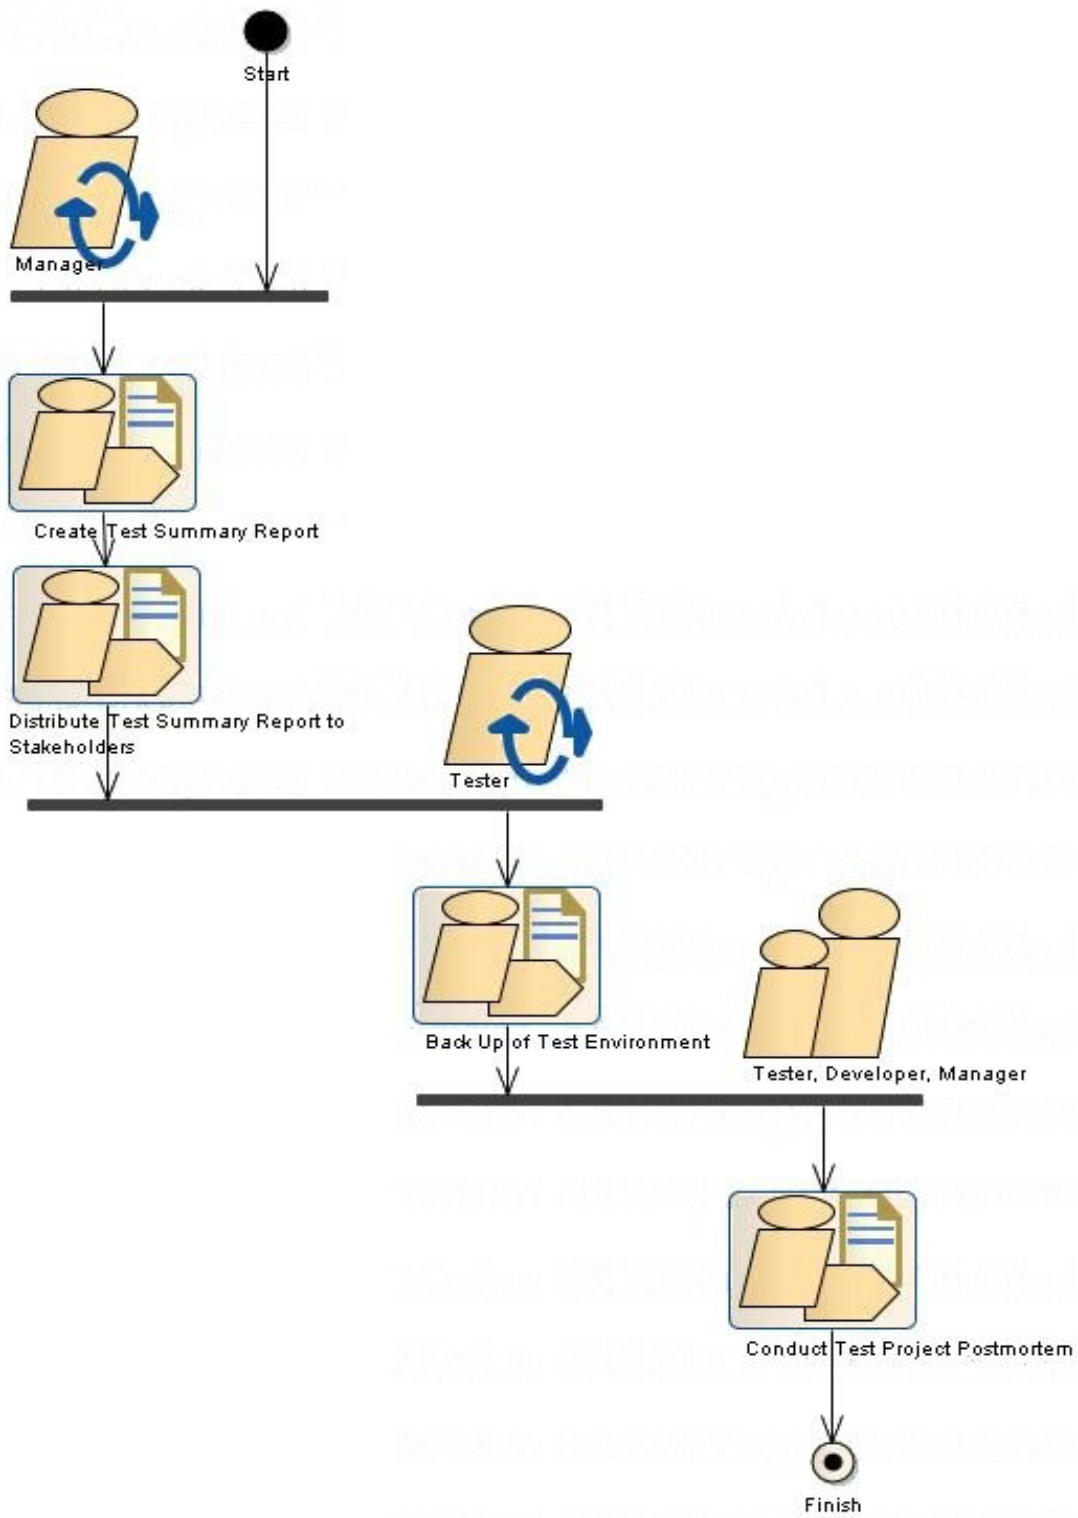 Start
Manager
Create Test Summary Report
Distribute Test Summary Report to
Stakeholders
Tester
Back Up of Test Environment
Tester, Developer, Manager
Conduct Test Project Postmortem
Finish